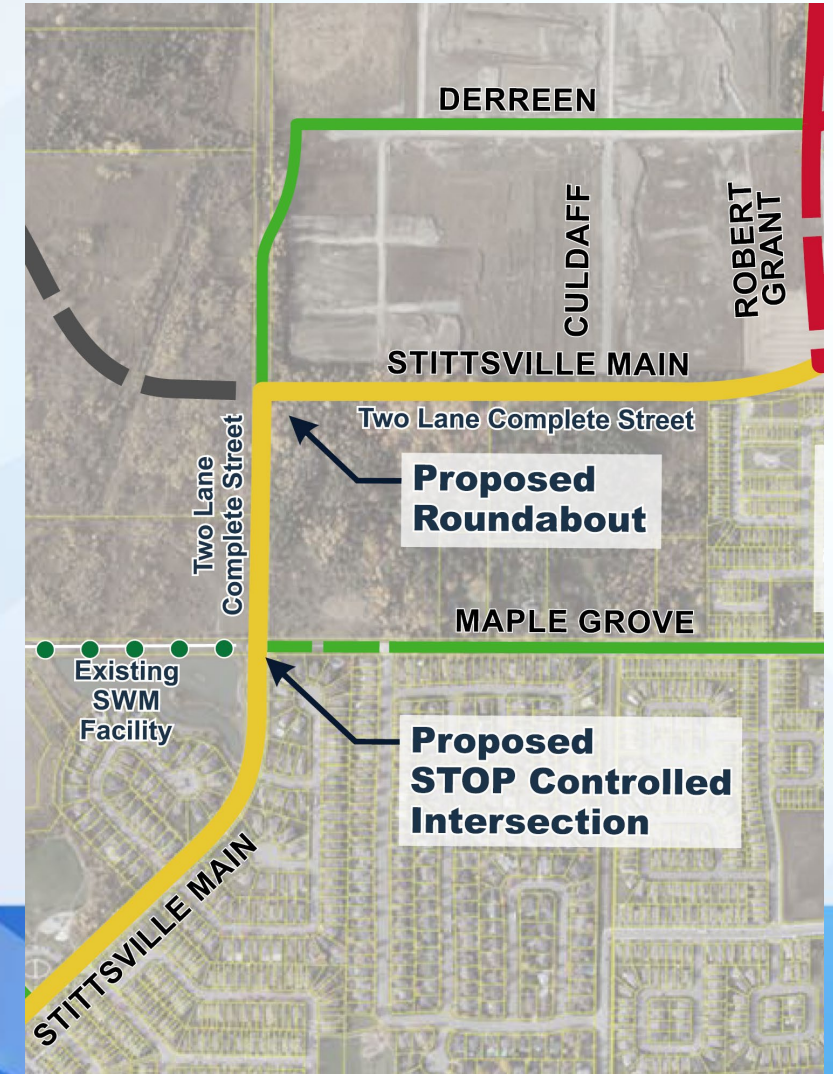 DERREEN
CULDAFF
ROBERT
GRANT
STITTSVILLE MAIN
Two Lane Complete Street
Two Lane
Complete Street
Proposed
Roundabout
MAPLE GROVE
Existing
SWM
Facility
Proposed
STOP Controlled
Intersection
STITTSVILLE MAIN